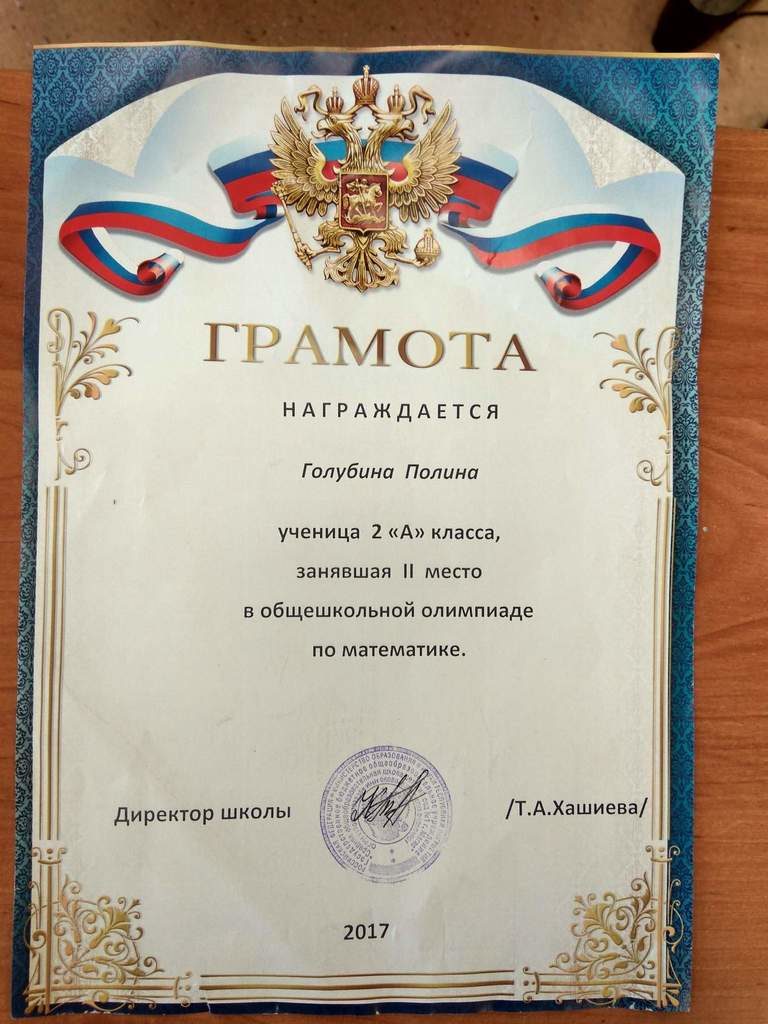 ГРАМОТА
НАГРАЖДАЕТСЯ
Голубина Полина
ученица 2 «А» класса,
занявшая II место
в общешкольной олимпиаде
по математике.
Директор школы
/Т.А.Хашиева/
2017